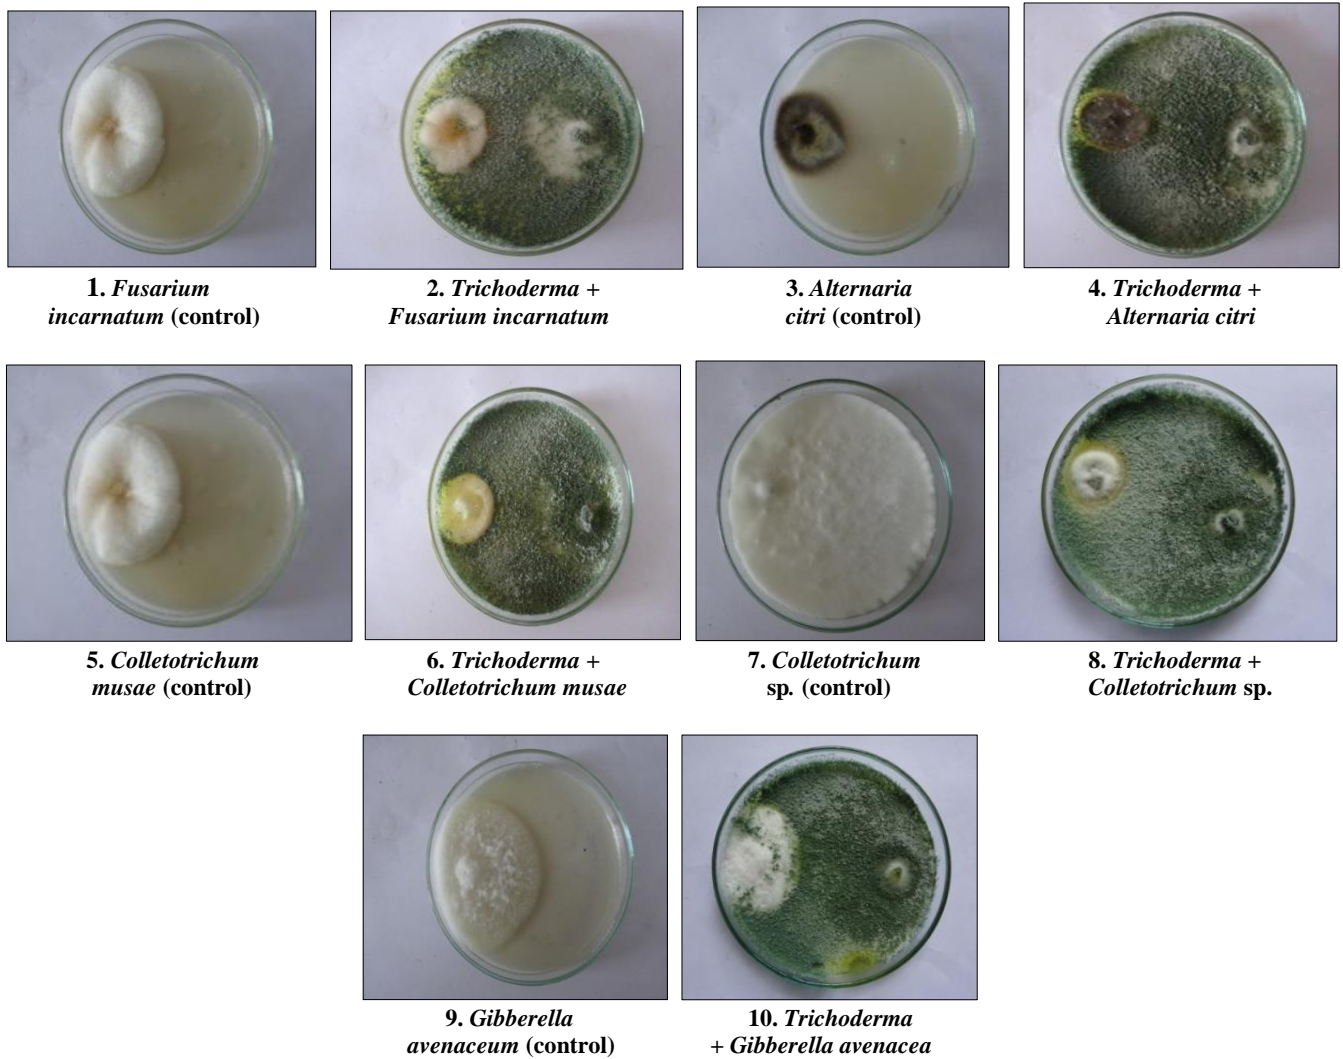 1. Fusarium
incarnatum (control)
2. Trichoderma +
Fusarium incarnatum
3. Alternaria
citri (control)
4. Trichoderma +
Alternaria citri
5. Colletotrichum
musae (control)
6. Trichoderma +
Colletotrichum musae
7. Colletotrichum
sp. (control)
8. Trichoderma +
Colletotrichum sp.
9. Gibberella
avenaceum (control)
10. Trichoderma
+ Gibberella avenacea